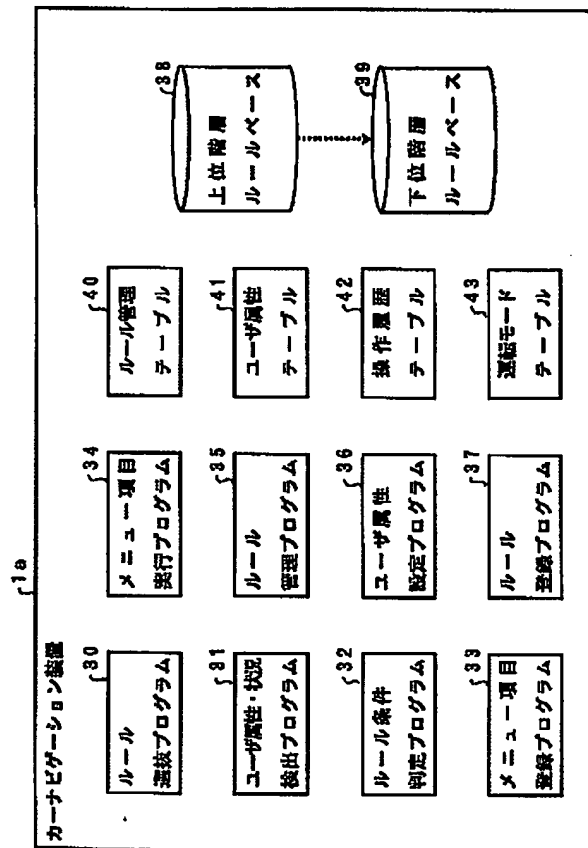 1a
カーナビゲーション装置
30
ルール
選抜プログラム
31
ユーザ属性・状況
検出プログラム
32
ルール条件
判定プログラム
33
メニュー項目
登録プログラム
34
メニュー項目
実行プログラム
35
ルール
管理プログラム
36
ユーザ属性
設定プログラム
37
ルール
登録プログラム
40
ルール管理
テーブル
41
ユーザ属性
テーブル
42
操作履歴
テーブル
43
運転モード
テーブル
38
上位階層
ルールベース
39
下位階層
ルールベース